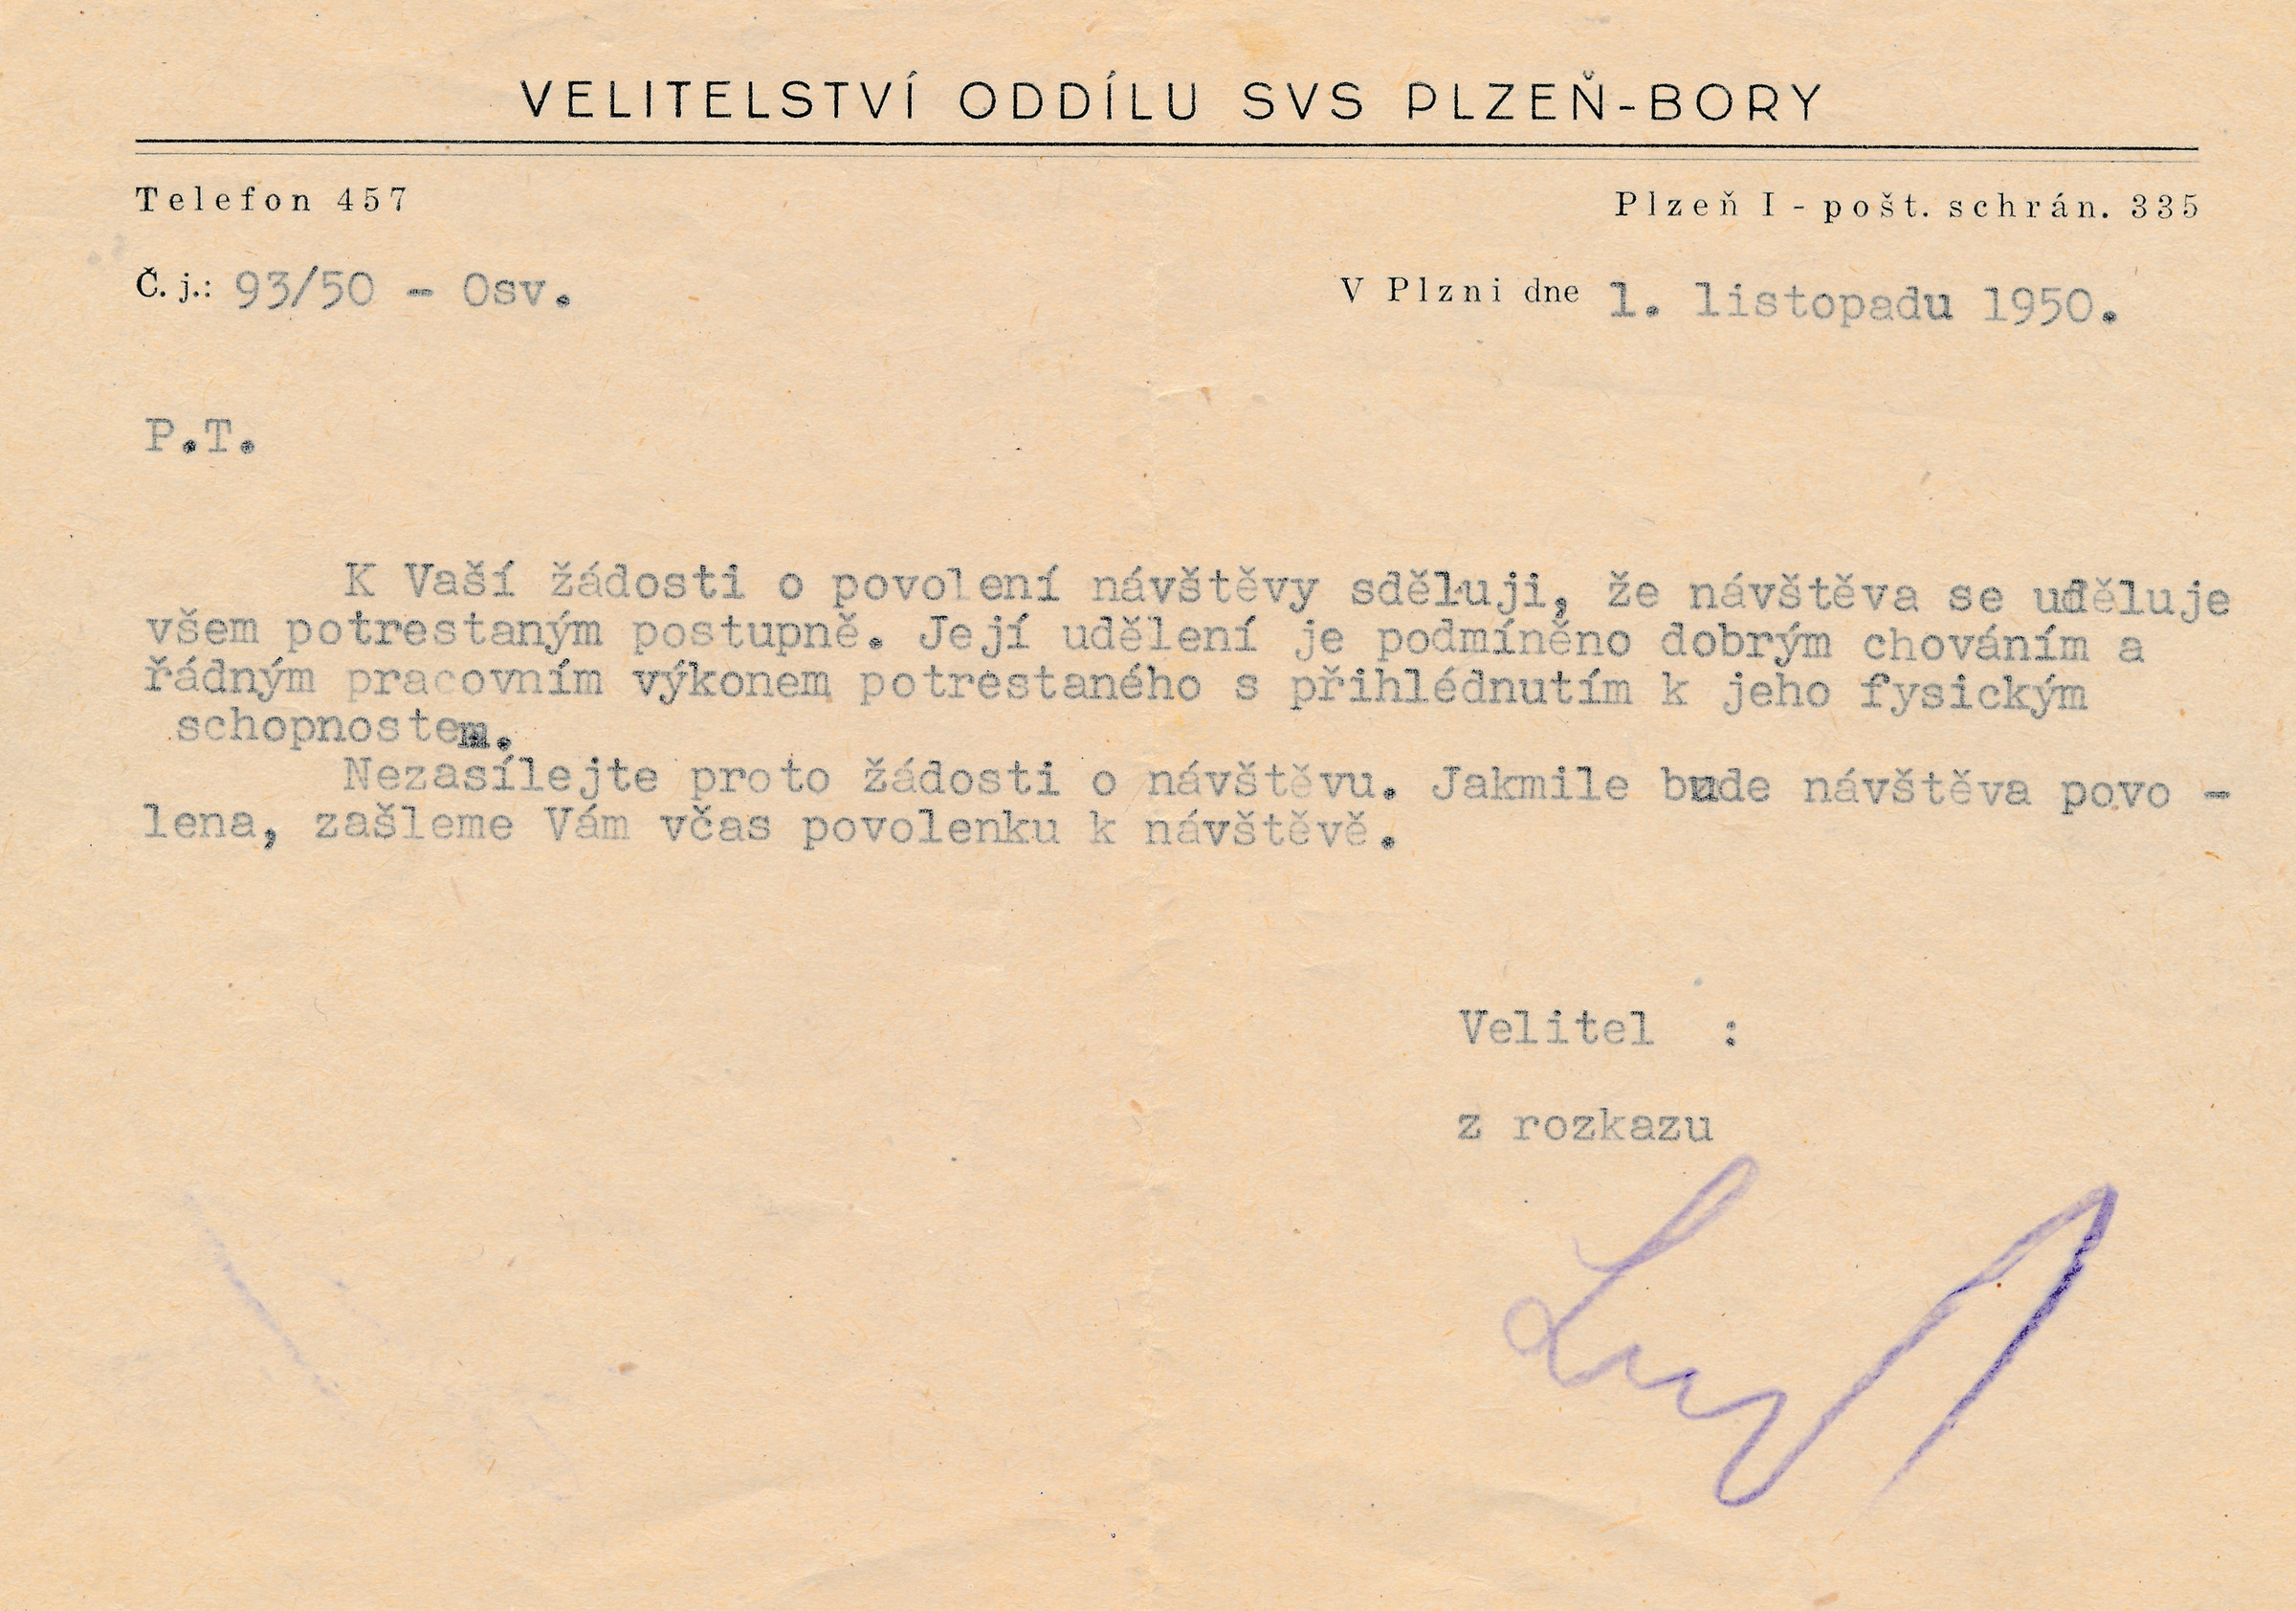 VELITELSTVÍ ODDÍLU SVS PLZEŇ-BORY
Telefon 457
Plzeň I - pošt. schrán. 335
Č. j.: 93/50 - Osv.
V Plzni dne 1. listopadu 1950.
P.T.
K Vaší žádosti o povolení návštěvy sděluji, že návštěva se uděluje
všem potrestaným postupně. Její udělení je podmíněno dobrým chováním a
řádným pracovním výkonem potrestaného s přihlédnutím k jeho fysickým
schopnostem.
Nezasílejte proto žádosti o návštěvu. Jakmile bude návštěva povo -
lena, zašleme Vám včas povolenku k návštěvě.
Velitel :
z rozkazu